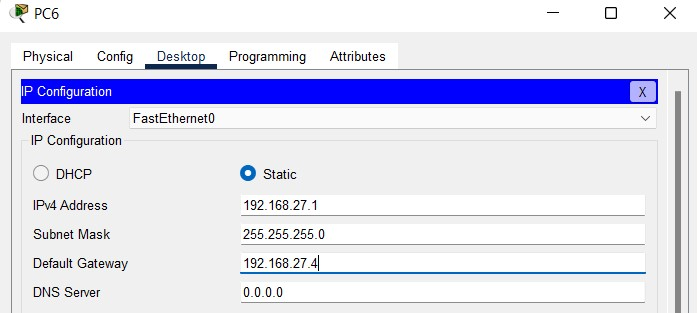 PC6
Physical Config Desktop Programming Attributes
IP Configuration X
Interface FastEthernet0
IP Configuration
DHCP Static
IPv4 Address 192.168.27.1
Subnet Mask 255.255.255.0
Default Gateway 192.168.27.4
DNS Server 0.0.0.0